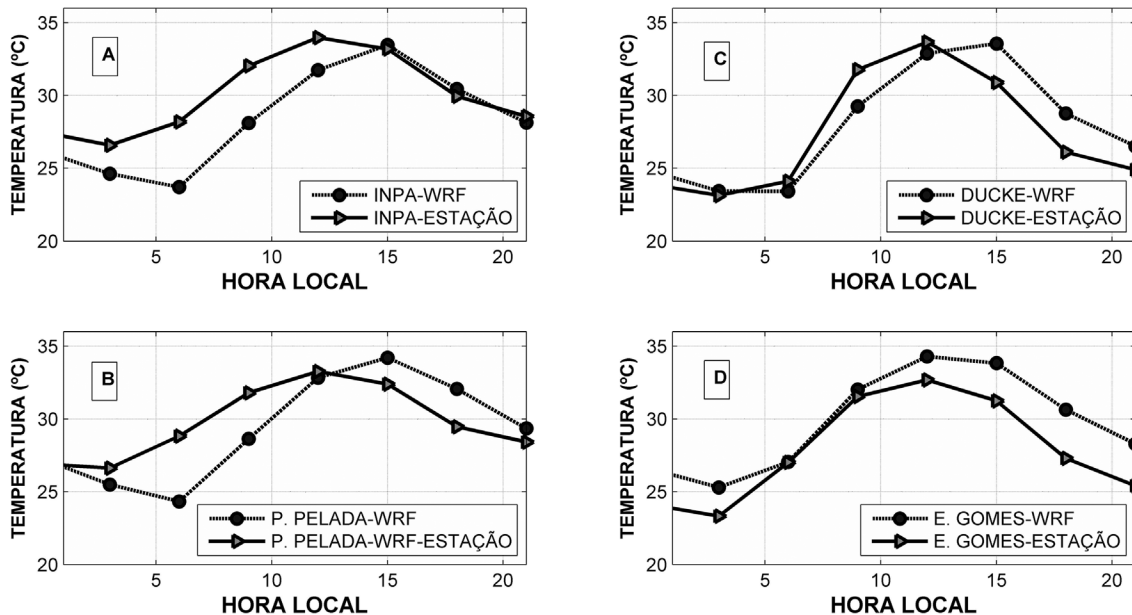 35
30
25
20
TEMPERATURA (ºC)
A
INPA-WRF
INPA-ESTAÇÃO
5
10
15
20
HORA LOCAL
35
30
25
20
TEMPERATURA (ºC)
C
DUCKE-WRF
DUCKE-ESTAÇÃO
5
10
15
20
HORA LOCAL
35
30
25
20
TEMPERATURA (ºC)
B
P. PELADA-WRF
P. PELADA-WRF-ESTAÇÃO
5
10
15
20
HORA LOCAL
35
30
25
20
TEMPERATURA (ºC)
D
E. GOMES-WRF
E. GOMES-ESTAÇÃO
5
10
15
20
HORA LOCAL